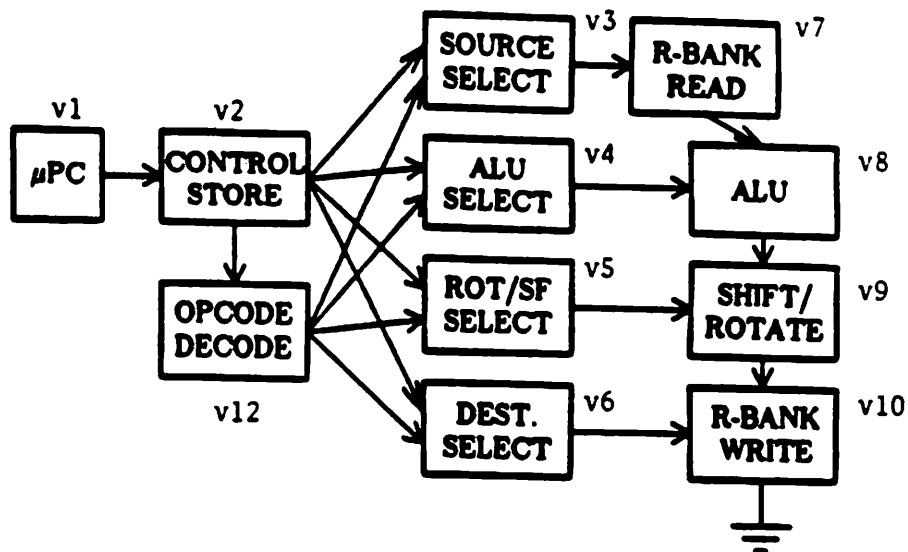 v1
μPC
v2
CONTROL
STORE
OPCODE
DECODE
v12
v3
SOURCE
SELECT
v4
ALU
SELECT
v5
ROT/SF
SELECT
v6
DEST.
SELECT
v7
R-BANK
READ
v8
ALU
v9
SHIFT/
ROTATE
v10
R-BANK
WRITE